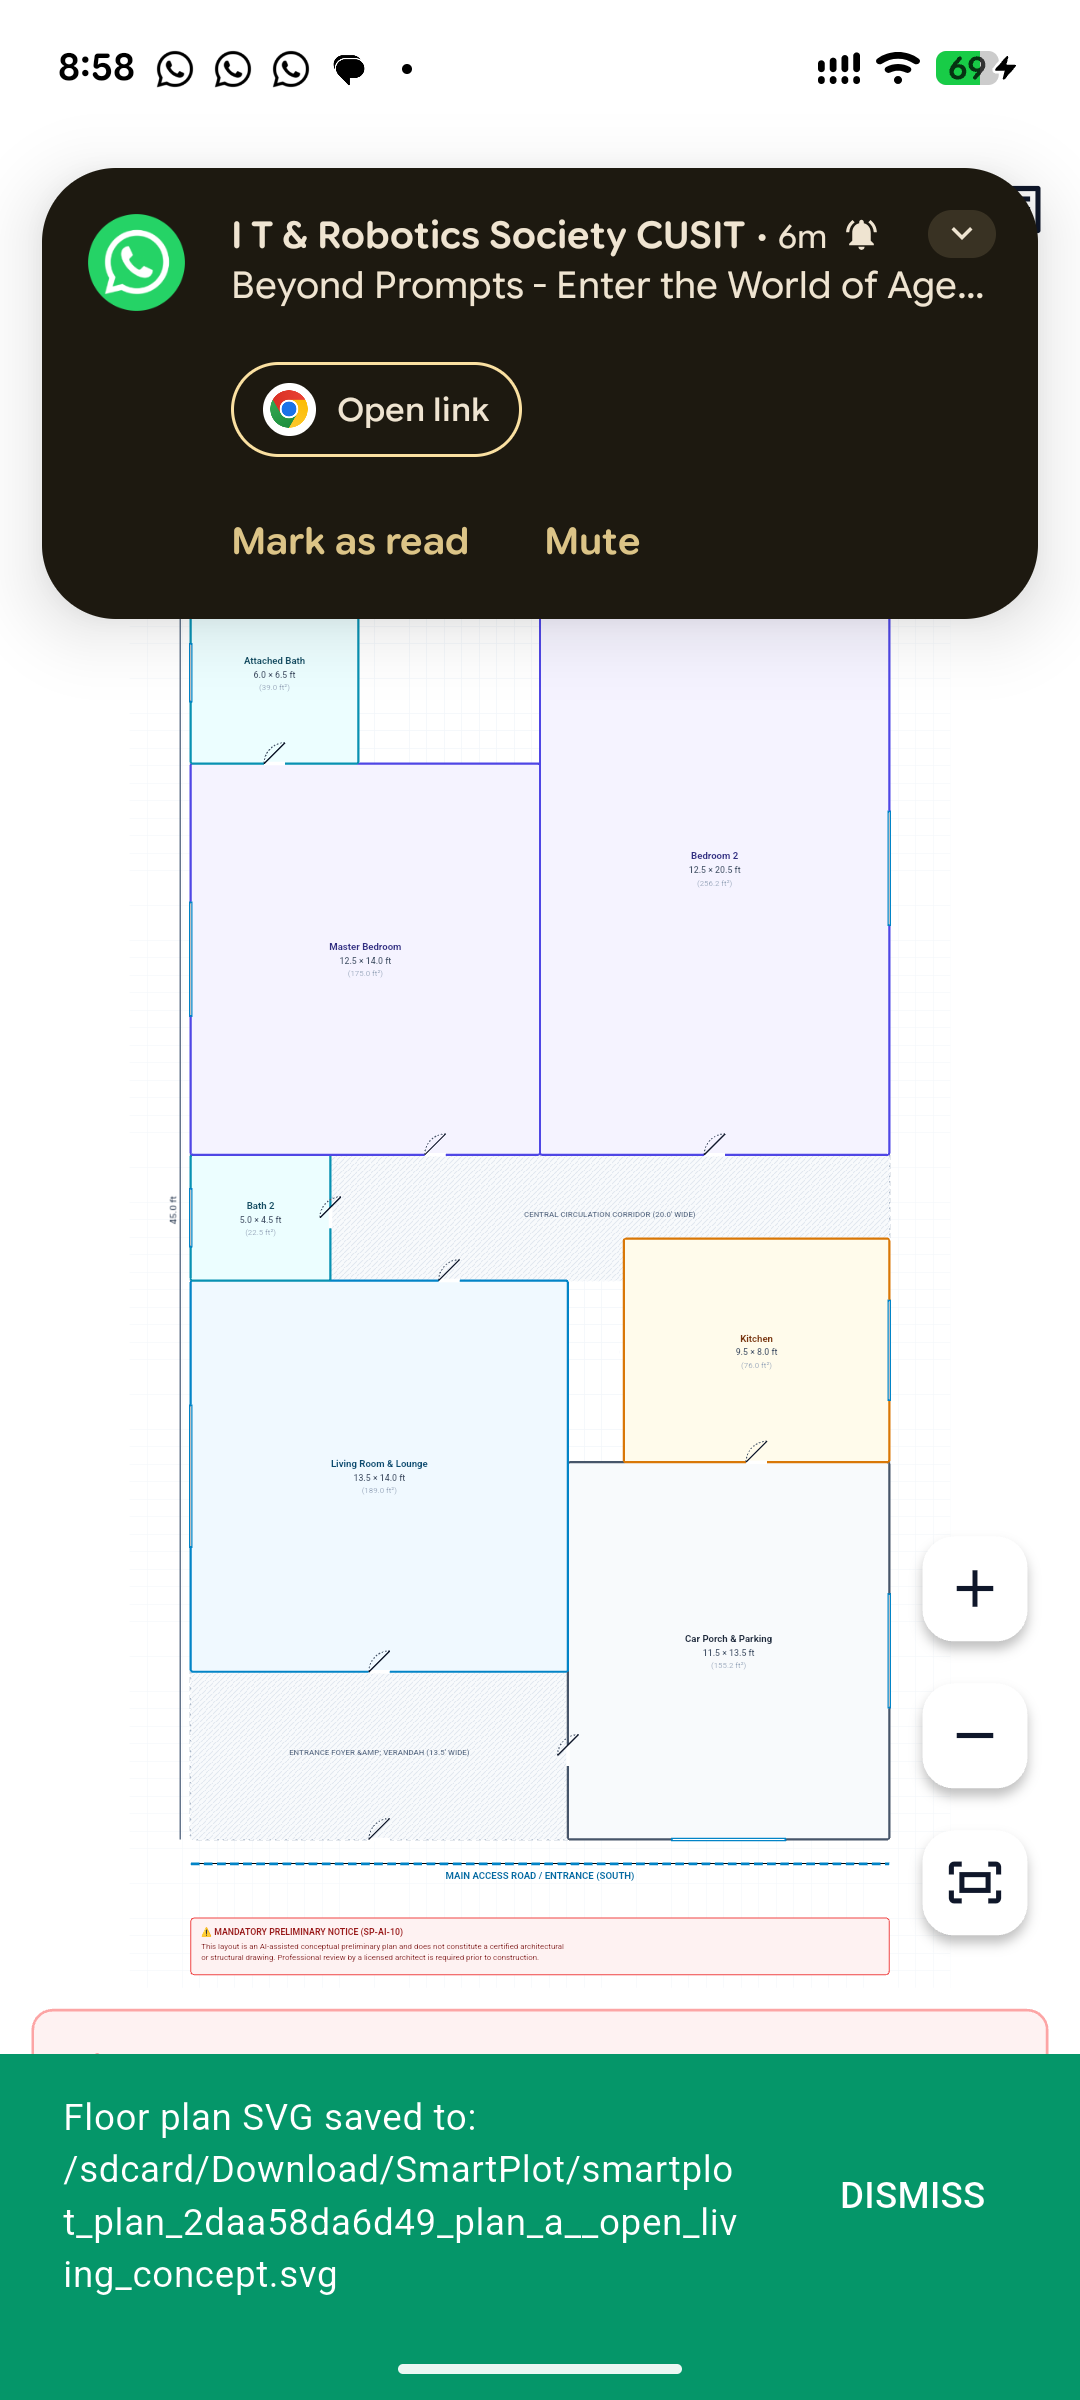 8:58
69
I T & Robotics Society CUSIT • 6m
Beyond Prompts - Enter the World of Age...
Open link
Mark as read Mute
Attached Bath
6.0 × 6.5 ft
(39.0 ft²)
Bedroom 2
12.5 × 20.5 ft
(256.2 ft²)
Master Bedroom
12.5 × 14.0 ft
(175.0 ft²)
45.0 ft
Bath 2
5.0 × 4.5 ft
(22.5 ft²)
CENTRAL CIRCULATION CORRIDOR (20.0' WIDE)
Kitchen
9.5 × 8.0 ft
(76.0 ft²)
Living Room & Lounge
13.5 × 14.0 ft
(189.0 ft²)
Car Porch & Parking
11.5 × 13.5 ft
(155.2 ft²)
ENTRANCE FOYER &AMP; VERANDAH (13.5' WIDE)
MAIN ACCESS ROAD / ENTRANCE (SOUTH)
⚠️ MANDATORY PRELIMINARY NOTICE (SP-AI-10)
This layout is an AI-assisted conceptual preliminary plan and does not constitute a certified architectural
or structural drawing. Professional review by a licensed architect is required prior to construction.
Floor plan SVG saved to:
/sdcard/Download/SmartPlot/smartplo
t_plan_2daa58da6d49_plan_a__open_liv
ing_concept.svg
DISMISS